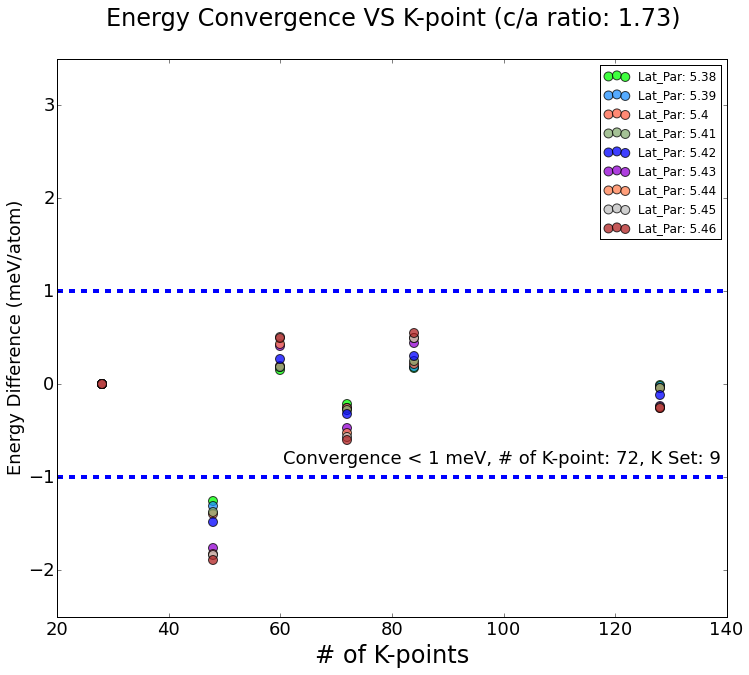 Energy Convergence VS K-point (c/a ratio: 1.73)
Energy Difference (meV/atom)
3
2
1
0
−1
−2
Lat_Par: 5.38
Lat_Par: 5.39
Lat_Par: 5.4
Lat_Par: 5.41
Lat_Par: 5.42
Lat_Par: 5.43
Lat_Par: 5.44
Lat_Par: 5.45
Lat_Par: 5.46
Convergence < 1 meV, # of K-point: 72, K Set: 9
20 40 60 80 100 120 140
# of K-points